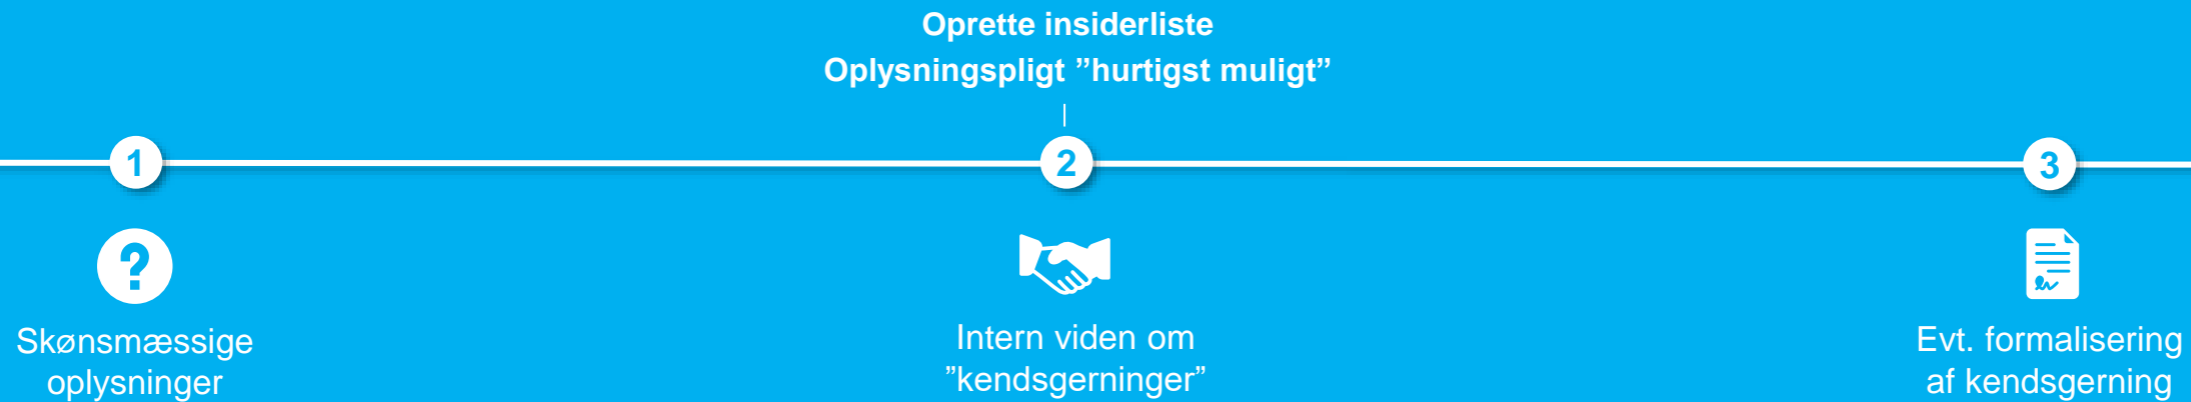 Oprette insiderliste
Oplysningspligt ”hurtigst muligt”
1
2
3
Skønsmæssige
oplysninger
Intern viden om
”kendsgerninger”
Evt. formalisering
af kendsgerning